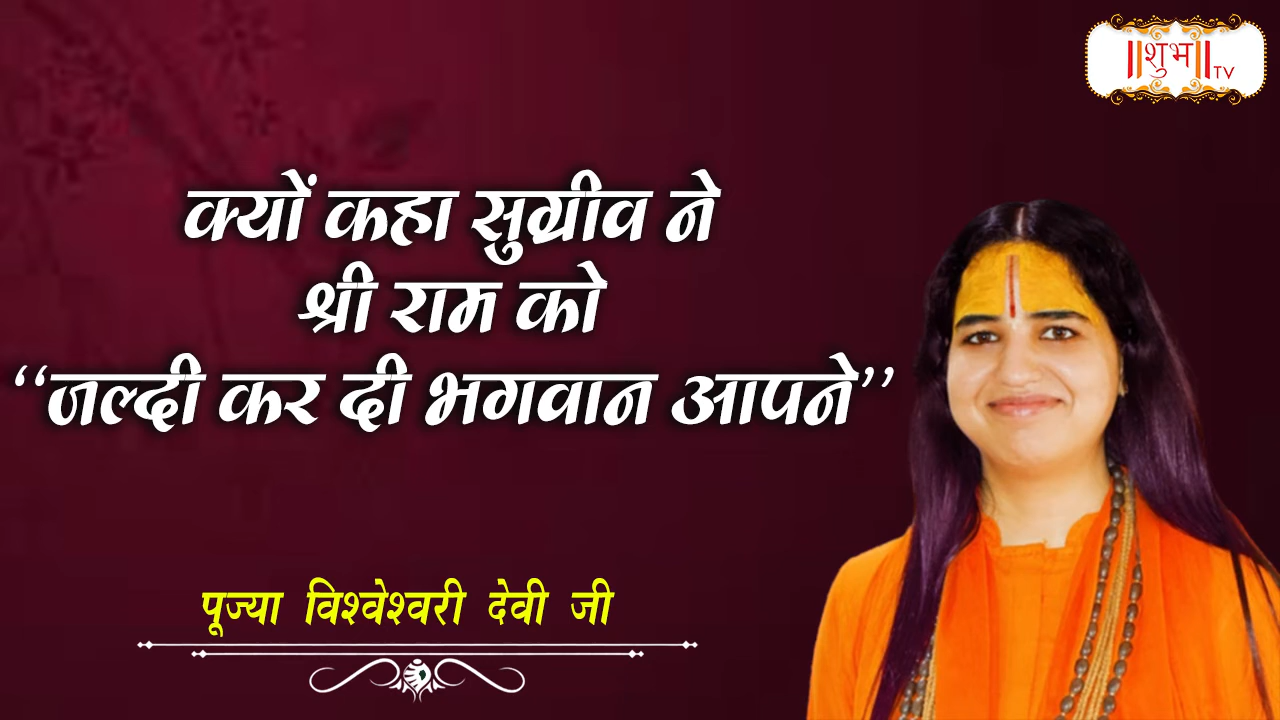 ॥शुभ॥ TV
क्यों कहा सुग्रीव ने
श्री राम को
“जल्दी कर दी भगवान आपने”
पूज्या विश्वेश्वरी देवी जी